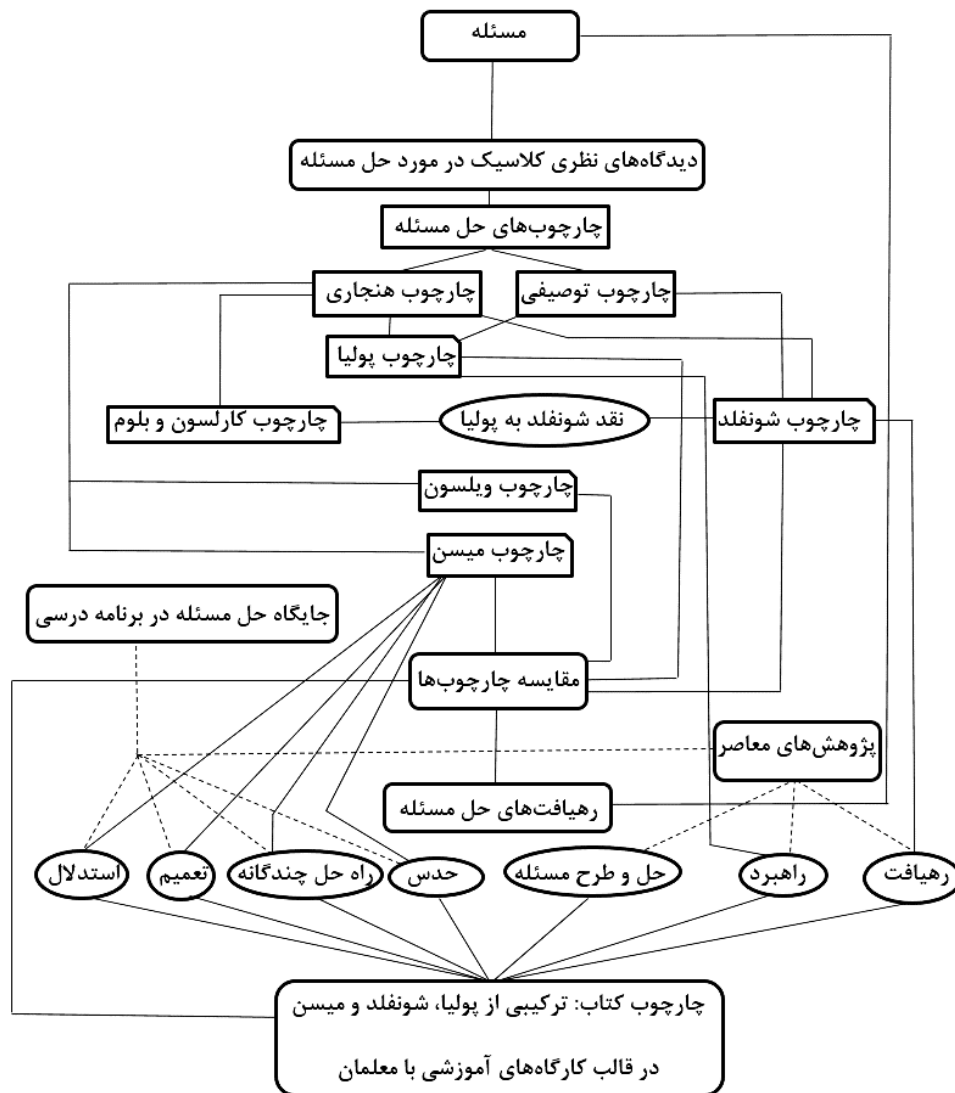 مسئله
دیدگاه‌های نظری کلاسیک در مورد حل مسئله
چارچوب‌های حل مسئله
چارچوب توصیفی
چارچوب هنجاری
چارچوب پولیا
چارچوب شونفلد
نقد شونفلد به پولیا
چارچوب کارلسون و بلوم
چارچوب ویلسون
چارچوب میسن
جایگاه حل مسئله در برنامه درسی
مقایسه چارچوب‌ها
پژوهش‌های معاصر
رهیافت‌های حل مسئله
رهیافت
راهبرد
حل و طرح مسئله
حدس
راه حل چندگانه
تعمیم
استدلال
چارچوب کتاب: ترکیبی از پولیا، شونفلد و میسن
در قالب کارگاه‌های آموزشی با معلمان